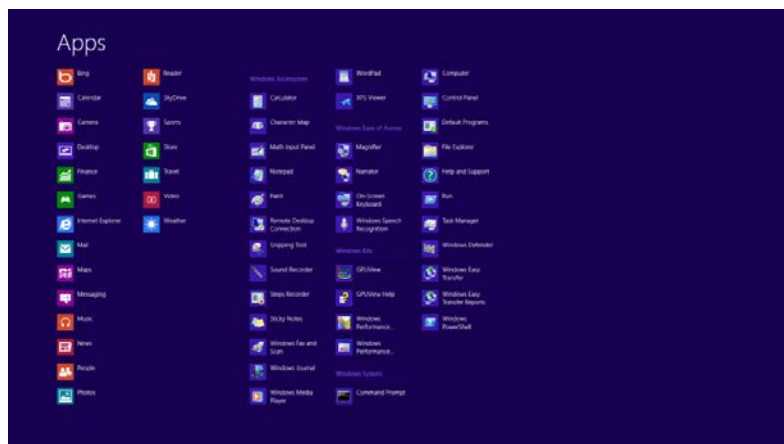 Apps
Bing
Calendar
Camera
Desktop
Finance
Games
Internet Explorer
Mail
Maps
Messaging
Music
News
People
Photos
Reader
SkyDrive
Sports
Store
Travel
Video
Weather
Windows Accessories
Calculator
Character Map
Math Input Panel
Notepad
Paint
Remote Desktop
Connection
Snipping Tool
Sound Recorder
Steps Recorder
Sticky Notes
Windows Fax and
Scan
Windows Journal
Windows Media
Player
WordPad
XPS Viewer
Windows Ease of Access
Magnifier
Narrator
On-Screen
Keyboard
Windows Speech
Recognition
Windows Kits
GPUView
GPUView Help
Windows
Performance...
Windows
Performance...
Windows System
Command Prompt
Computer
Control Panel
Default Programs
File Explorer
Help and Support
Run
Task Manager
Windows Defender
Windows Easy
Transfer
Windows Easy
Transfer Reports
Windows
PowerShell